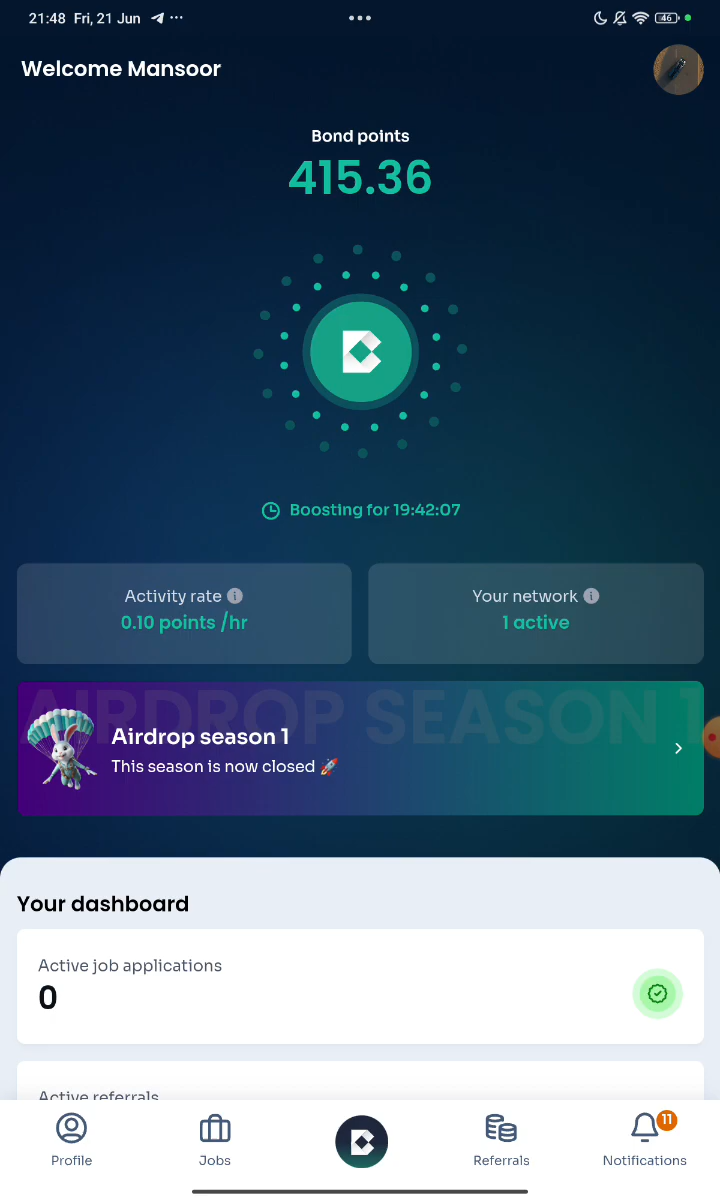 21:48 Fri, 21 Jun
46
Welcome Mansoor
Bond points
415.36
Boosting for 19:42:07
Activity rate
0.10 points /hr
Your network
1 active
AIRDROP SEASON 1
Airdrop season 1
This season is now closed 🚀
Your dashboard
Active job applications
0
Active referrals
11
Profile
Jobs
Referrals
Notifications